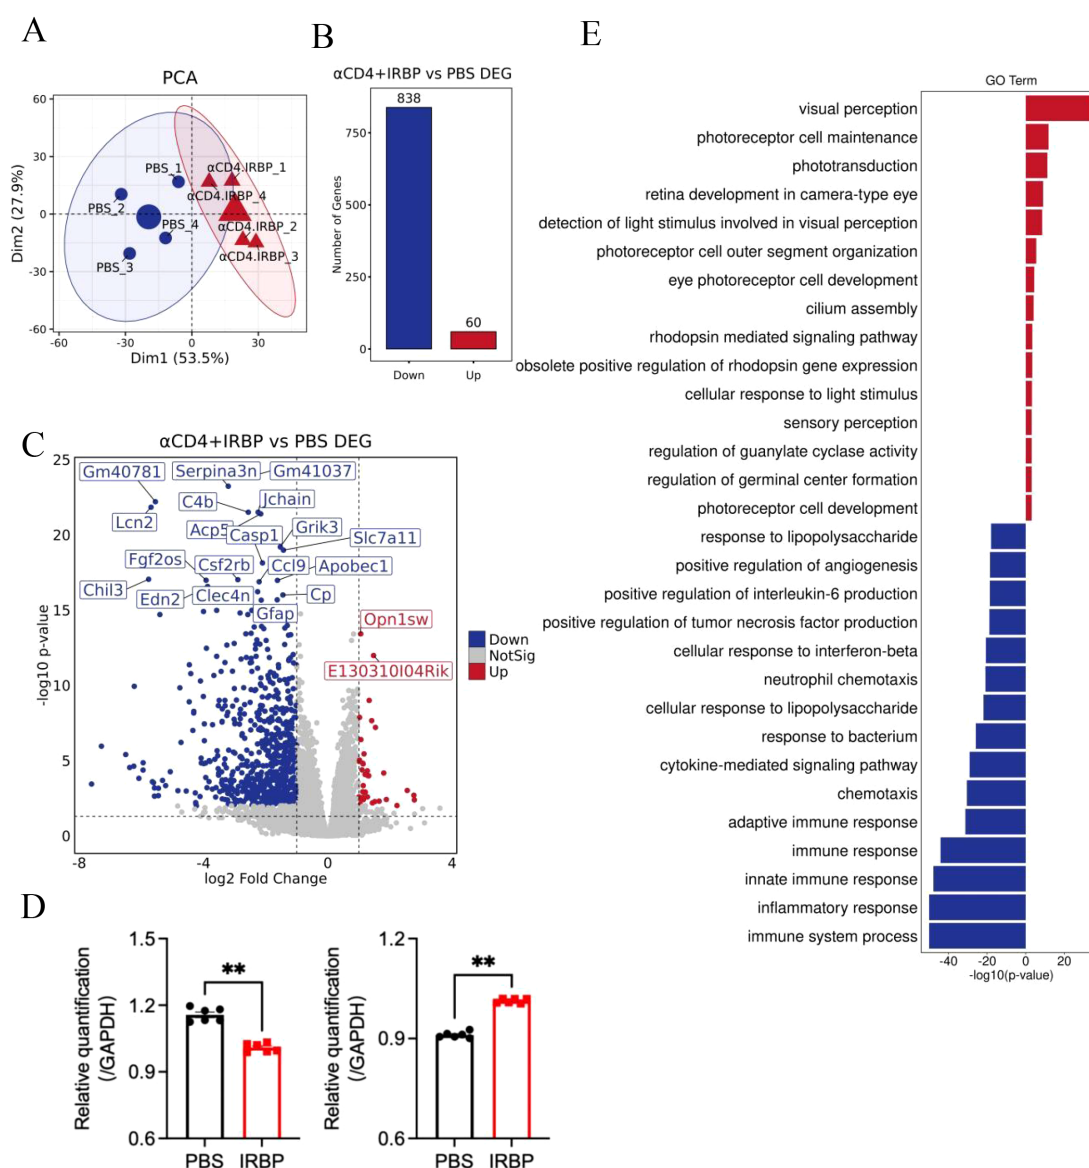 A
PCA
Dim2 (27.9%)
60
30
0
-30
-60
PBS_1
PBS_2
PBS_4
PBS_3
αCD4.IRBP_1
αCD4.IRBP_4
αCD4.IRBP_2
αCD4.IRBP_3
-60
-30
0
30
Dim1 (53.5%)
B
αCD4+IRBP vs PBS DEG
Number of Genes
750
500
250
0
838
60
Down
Up
C
αCD4+IRBP vs PBS DEG
-log10 p-value
25
20
15
10
5
0
Gm40781
Serpina3n
Gm41037
Lcn2
C4b
Jchain
Acp5
Casp1
Grik3
Slc7a11
Fgf2os
Csf2rb
Ccl9
Apobec1
Chil3
Edn2
Clec4n
Cp
Gfap
Opn1sw
E130310I04Rik
-8
-4
0
4
log2 Fold Change
Down
NotSig
Up
D
Relative quantification
(/GAPDH)
1.5
1.2
0.9
0.6
**
PBS
IRBP
Relative quantification
(/GAPDH)
1.2
0.9
0.6
**
PBS
IRBP
E
GO Term
visual perception
photoreceptor cell maintenance
phototransduction
retina development in camera-type eye
detection of light stimulus involved in visual perception
photoreceptor cell outer segment organization
eye photoreceptor cell development
cilium assembly
rhodopsin mediated signaling pathway
obsolete positive regulation of rhodopsin gene expression
cellular response to light stimulus
sensory perception
regulation of guanylate cyclase activity
regulation of germinal center formation
photoreceptor cell development
response to lipopolysaccharide
positive regulation of angiogenesis
positive regulation of interleukin-6 production
positive regulation of tumor necrosis factor production
cellular response to interferon-beta
neutrophil chemotaxis
cellular response to lipopolysaccharide
response to bacterium
cytokine-mediated signaling pathway
chemotaxis
adaptive immune response
immune response
innate immune response
inflammatory response
immune system process
-40
-20
0
20
-log10(p-value)